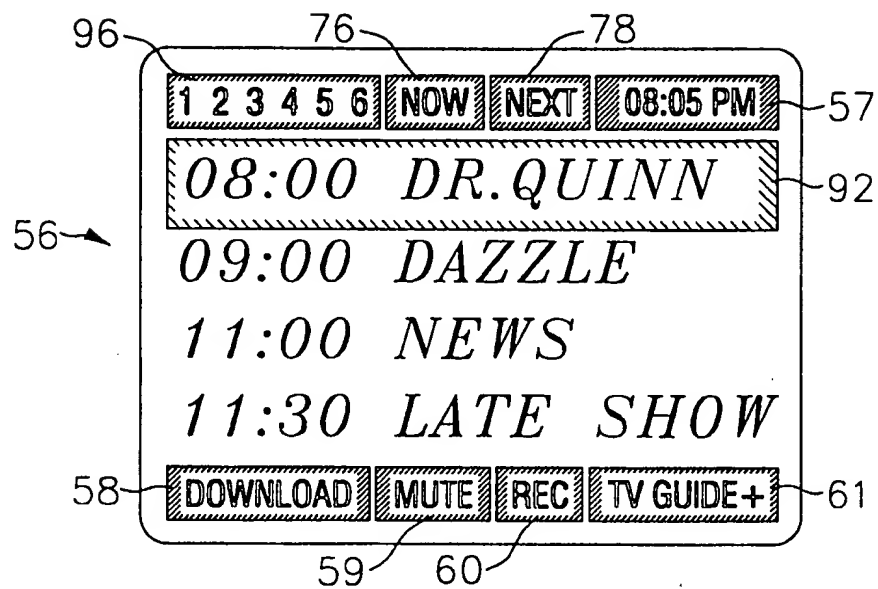 96 76 78
1 2 3 4 5 6 NOW NEXT 08:05 PM 57
08:00 DR.QUINN 92
56 09:00 DAZZLE
11:00 NEWS
11:30 LATE SHOW
58 DOWNLOAD MUTE REC TV GUIDE+ 61
59 60